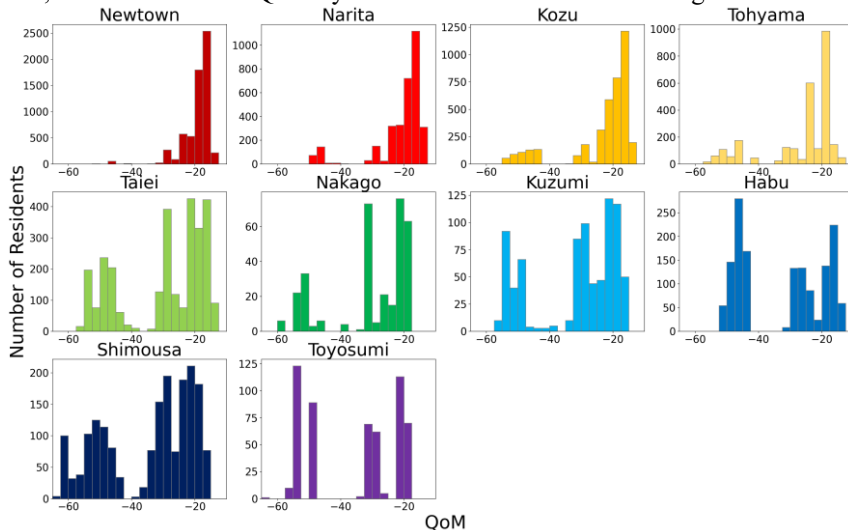 Newtown Narita Kozu Tohyama
2500 2000 1500 1000 500 0
1000 800 600 400 200 0
1250 1000 750 500 250 0
1000 800 600 400 200 0
−60 −40 −20 −60 −40 −20 −60 −40 −20 −60 −40 −20
Taiei Nakago Kuzumi Habu
400 300 200 100 0
60 40 20 0
125 100 75 50 25 0
250 200 150 100 50 0
−60 −40 −20 −60 −40 −20 −60 −40 −20 −60 −40 −20
Number of Residents
Shimousa Toyosumi
200 150 100 50 0
125 100 75 50 25 0
−60 −40 −20 −60 −40 −20
QoM